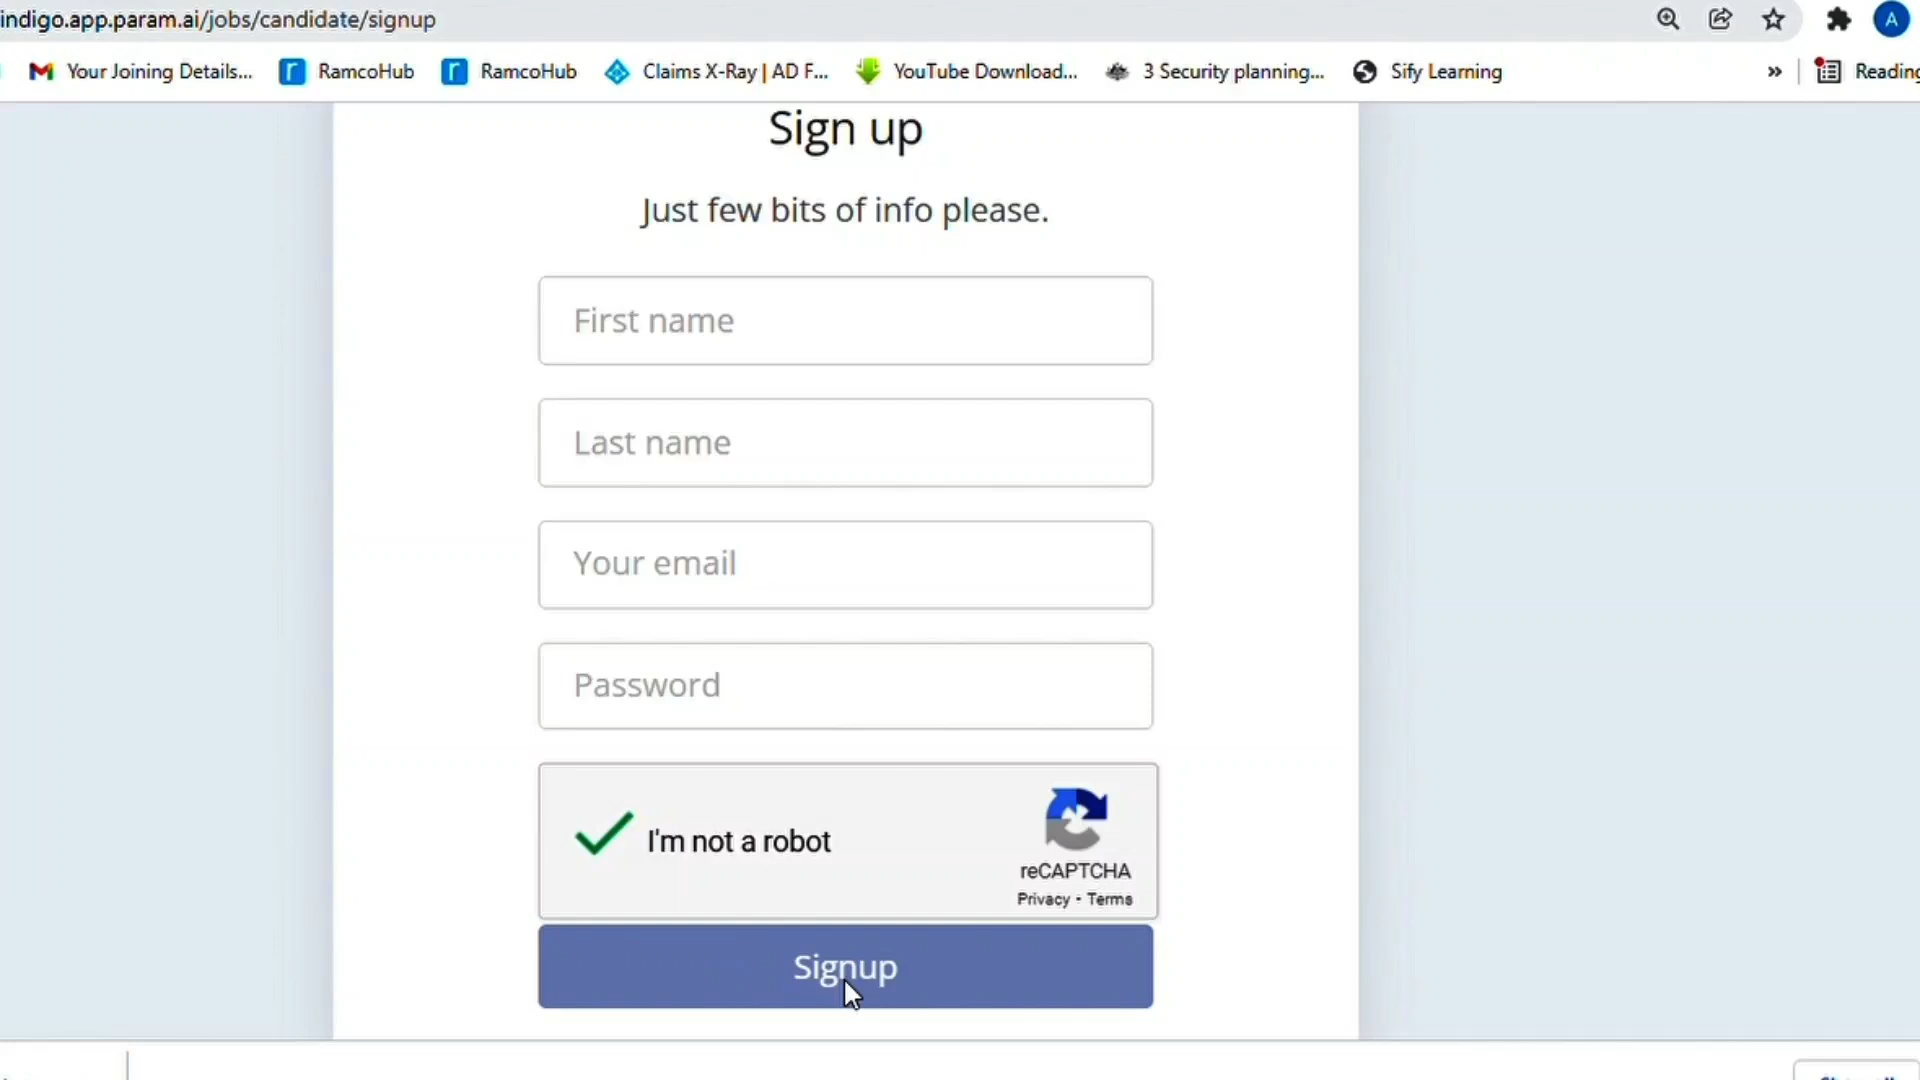 indigo.app.param.ai/jobs/candidate/signup
A
Your Joining Details... RamcoHub RamcoHub Claims X-Ray | AD F... YouTube Download... 3 Security planning... Sify Learning » Reading
Sign up
Just few bits of info please.
First name
Last name
Your email
Password
I'm not a robot
reCAPTCHA
Privacy - Terms
Signup